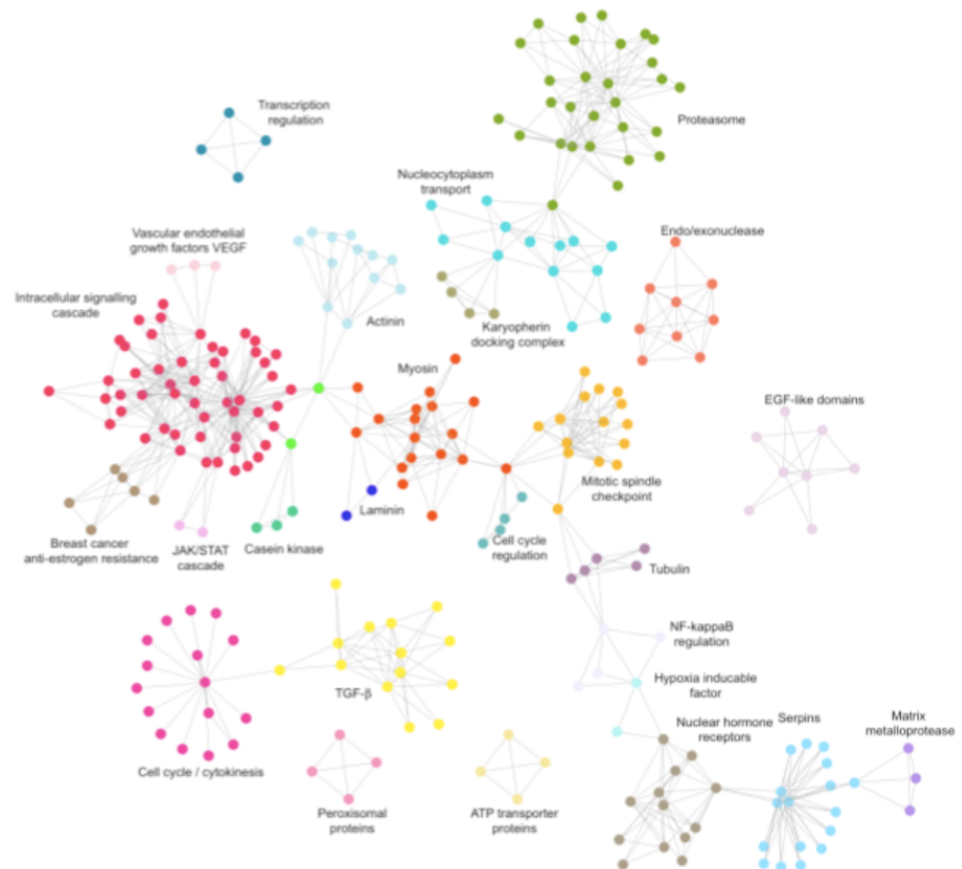 Transcription
regulation
Proteasome
Nucleocytoplasm
transport
Vascular endothelial
growth factors VEGF
Endo/exonuclease
Intracellular signalling
cascade
Actinin
Karyopherin
docking complex
Myosin
EGF-like domains
Mitotic spindle
checkpoint
Laminin
Breast cancer
anti-estrogen resistance
JAK/STAT
cascade
Casein kinase
Cell cycle
regulation
Tubulin
NF-kappaB
regulation
TGF-β
Hypoxia inducable
factor
Nuclear hormone
receptors
Serpins
Matrix
metalloprotease
Cell cycle / cytokinesis
Peroxisomal
proteins
ATP transporter
proteins